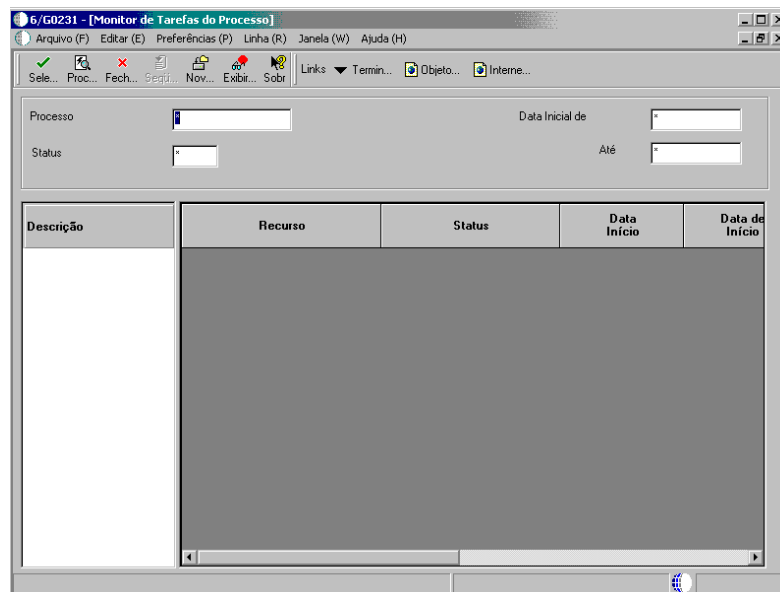 6/G0231 - [Monitor de Tarefas do Processo]
Arquivo (F) Editar (E) Preferências (P) Linha (R) Janela (W) Ajuda (H)
Sele... Proc... Fech... Seqü... Nov... Exibir... Sobr Links Termin... Objeto... Interne...
Processo * Data Inicial de *
Status * Até *
Descrição Recurso Status Data Início Data de Início